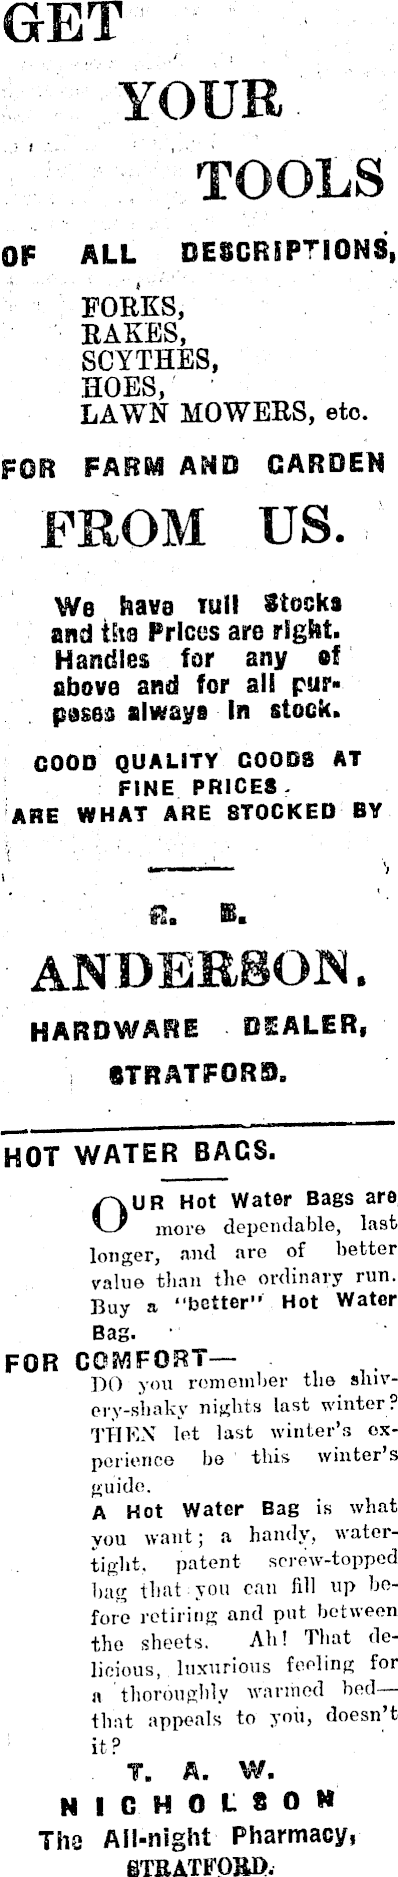 GET
YOUR
TOOLS
OF ALL DESCRIPTIONS,
FORKS,
RAKES,
SCYTHES,
HOES,
LAWN MOWERS, etc.
FOR FARM AND GARDEN
FROM US.
We have full Stocks
and the Prices are right.
Handles for any of
above and for all pur-
poses always in stock.
GOOD QUALITY GOODS AT
FINE PRICES.
ARE WHAT ARE STOCKED BY
B.
ANDERSON,
HARDWARE DEALER,
STRATFORD.
HOT WATER BAGS.
OUR Hot Water Bags are
more dependable, last
longer, and are of better
value than the ordinary run.
Buy a "better" Hot Water
Bag.
FOR COMFORT—
DO you remember the shiv-
ery-shaky nights last winter?
THEN let last winter's ex-
perience be this winter's
guide.
A Hot Water Bag is what
you want; a handy, water-
tight, patent screw-topped
bag that you can fill up be-
fore retiring and put between
the sheets. Ah! That de-
licious, luxurious feeling for
a thoroughly warmed bed—
that appeals to you, doesn't
it?
T. A. W.
NICHOLSON
The All-night Pharmacy,
STRATFORD.